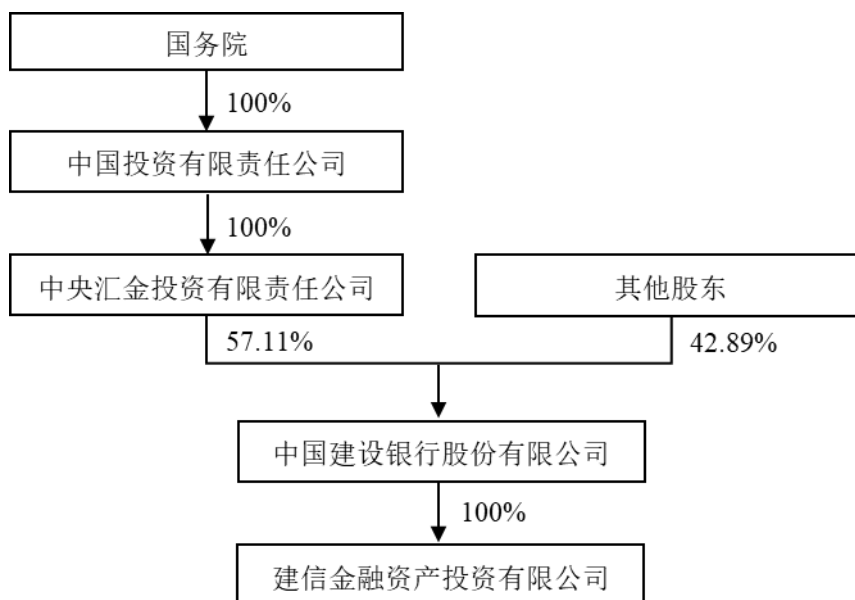 国务院
100%
中国投资有限责任公司
100%
中央汇金投资有限责任公司
其他股东
57.11%
42.89%
中国建设银行股份有限公司
100%
建信金融资产投资有限公司